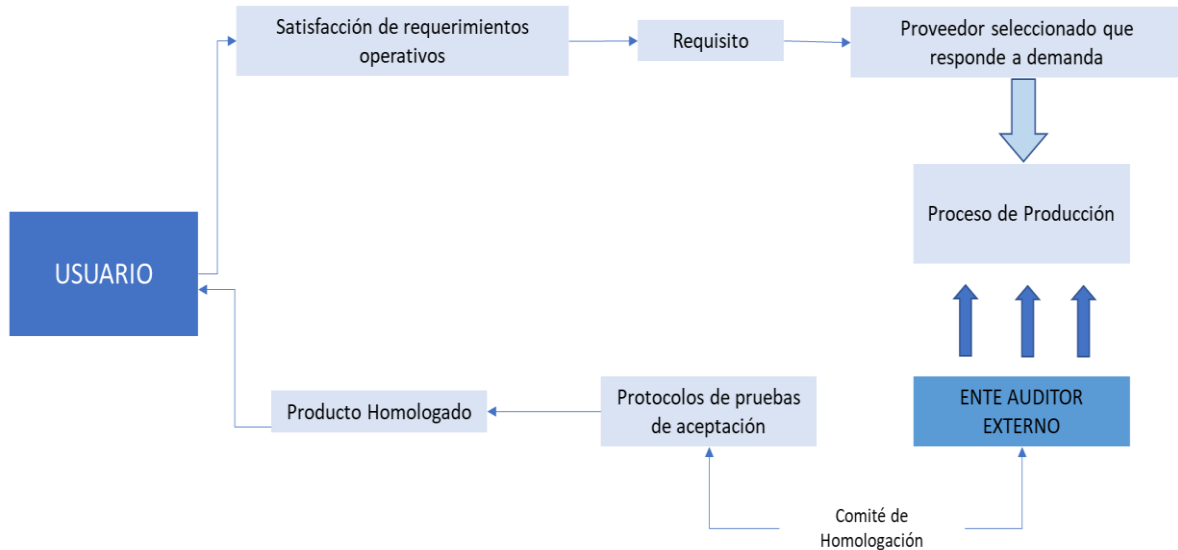 Satisfacción de requerimientos
operativos
Requisito
Proveedor seleccionado que
responde a demanda
Proceso de Producción
USUARIO
Producto Homologado
Protocolos de pruebas
de aceptación
ENTE AUDITOR
EXTERNO
Comité de
Homologación